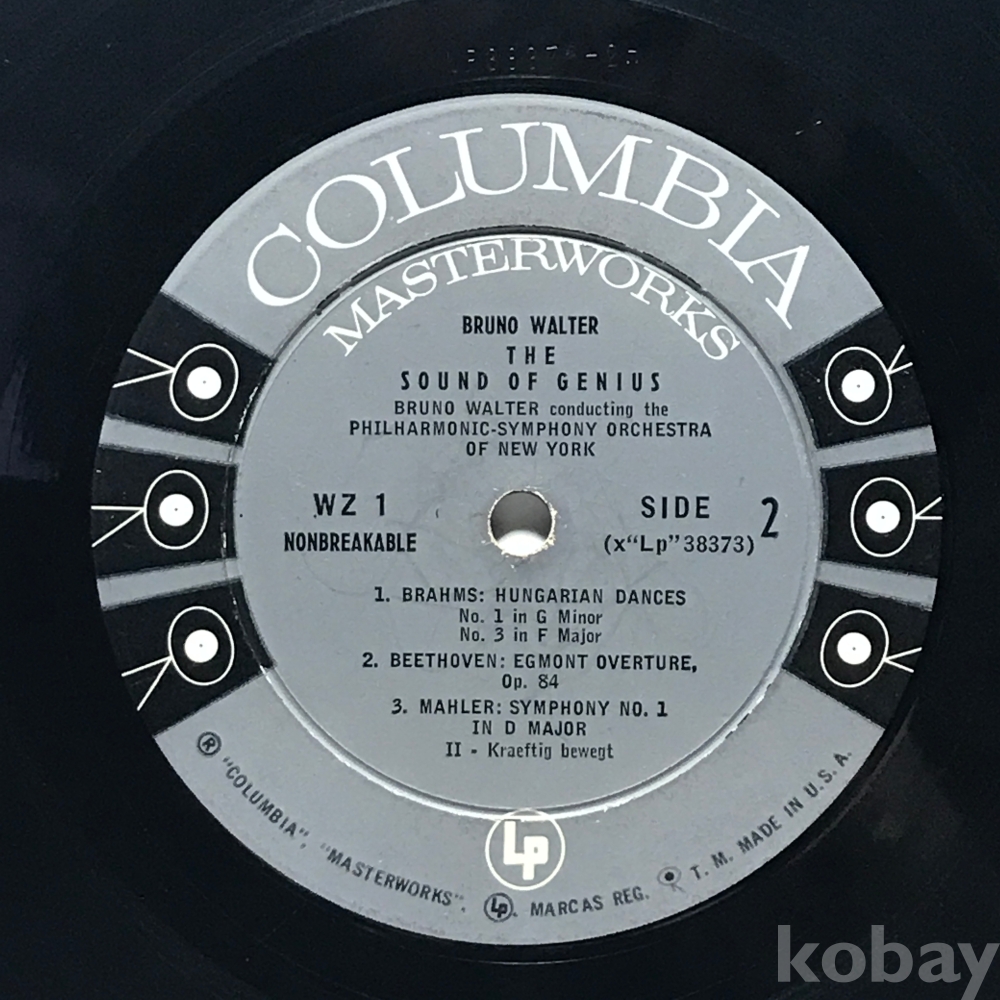 COLUMBIA
MASTERWORKS
BRUNO WALTER
THE
SOUND OF GENIUS
BRUNO WALTER conducting the
PHILHARMONIC-SYMPHONY ORCHESTRA
OF NEW YORK
WZ 1
NONBREAKABLE
SIDE 2
(x“Lp”38373)
1. BRAHMS: HUNGARIAN DANCES
No. 1 in G Minor
No. 3 in F Major
2. BEETHOVEN: EGMONT OVERTURE,
Op. 84
3. MAHLER: SYMPHONY NO. 1
IN D MAJOR
II - Kraeftig bewegt
Lp
® "COLUMBIA", "MASTERWORKS", Lp. MARCAS REG. T. M. MADE IN U. S. A.
kobay